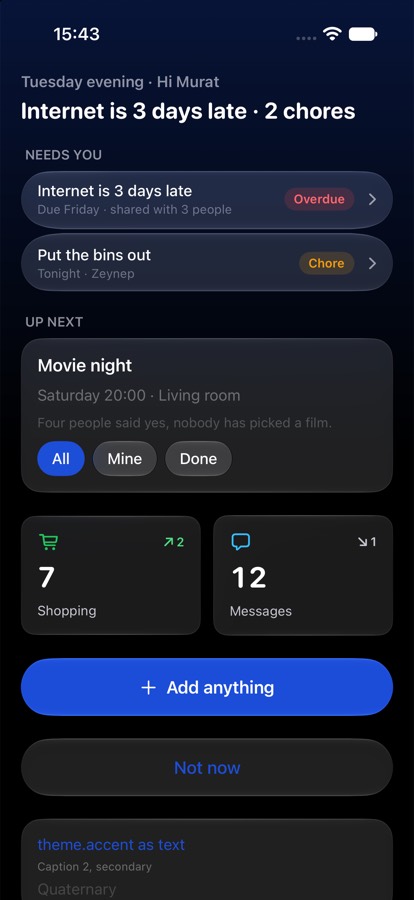 15:43
Tuesday evening · Hi Murat
Internet is 3 days late · 2 chores
NEEDS YOU
Internet is 3 days late
Due Friday · shared with 3 people
Overdue
Put the bins out
Tonight · Zeynep
Chore
UP NEXT
Movie night
Saturday 20:00 · Living room
Four people said yes, nobody has picked a film.
All Mine Done
2
7
Shopping
1
12
Messages
Add anything
Not now
theme.accent as text
Caption 2, secondary
Quaternary